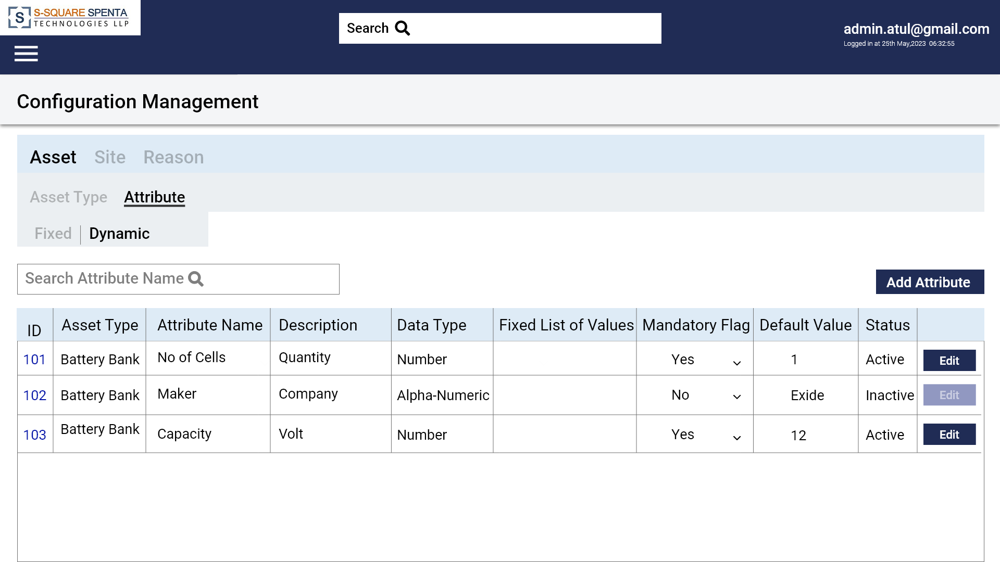 S-SQUARE SPENTA
TECHNOLOGIES LLP
S
Search
admin.atul@gmail.com
Logged in at 25th May,2023 06:32:55
Configuration Management
Asset Site Reason
Asset Type Attribute
Fixed Dynamic
Search Attribute Name
Add Attribute
ID Asset Type Attribute Name Description Data Type Fixed List of Values Mandatory Flag Default Value Status
101 Battery Bank No of Cells Quantity Number Yes 1 Active Edit
102 Battery Bank Maker Company Alpha-Numeric No Exide Inactive Edit
103 Battery Bank Capacity Volt Number Yes 12 Active Edit